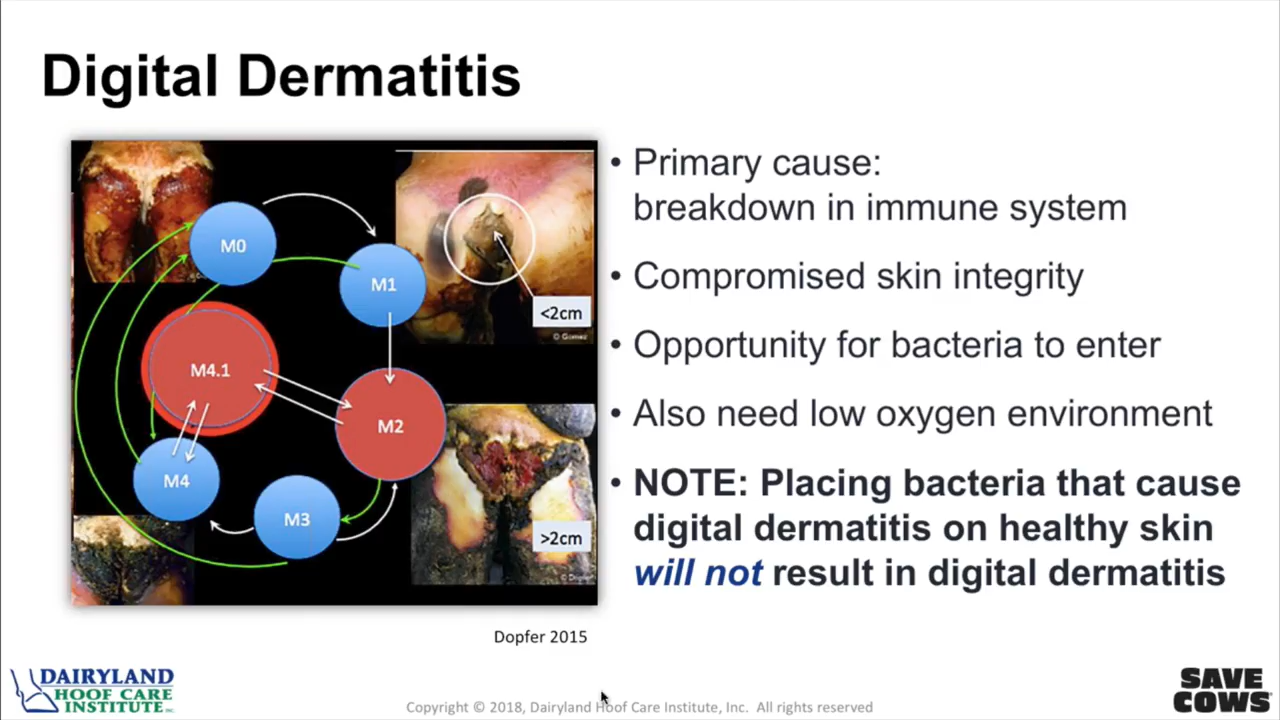 Digital Dermatitis
M0
M1
<2cm
© Gomez
M4.1
M2
M4
M3
>2cm
Dopfer 2015
• Primary cause:
breakdown in immune system
• Compromised skin integrity
• Opportunity for bacteria to enter
• Also need low oxygen environment
• NOTE: Placing bacteria that cause
digital dermatitis on healthy skin
will not result in digital dermatitis
DAIRYLAND
HOOF CARE
INSTITUTE INC.
Copyright © 2018, Dairyland Hoof Care Institute, Inc. All rights reserved
SAVE
COWS